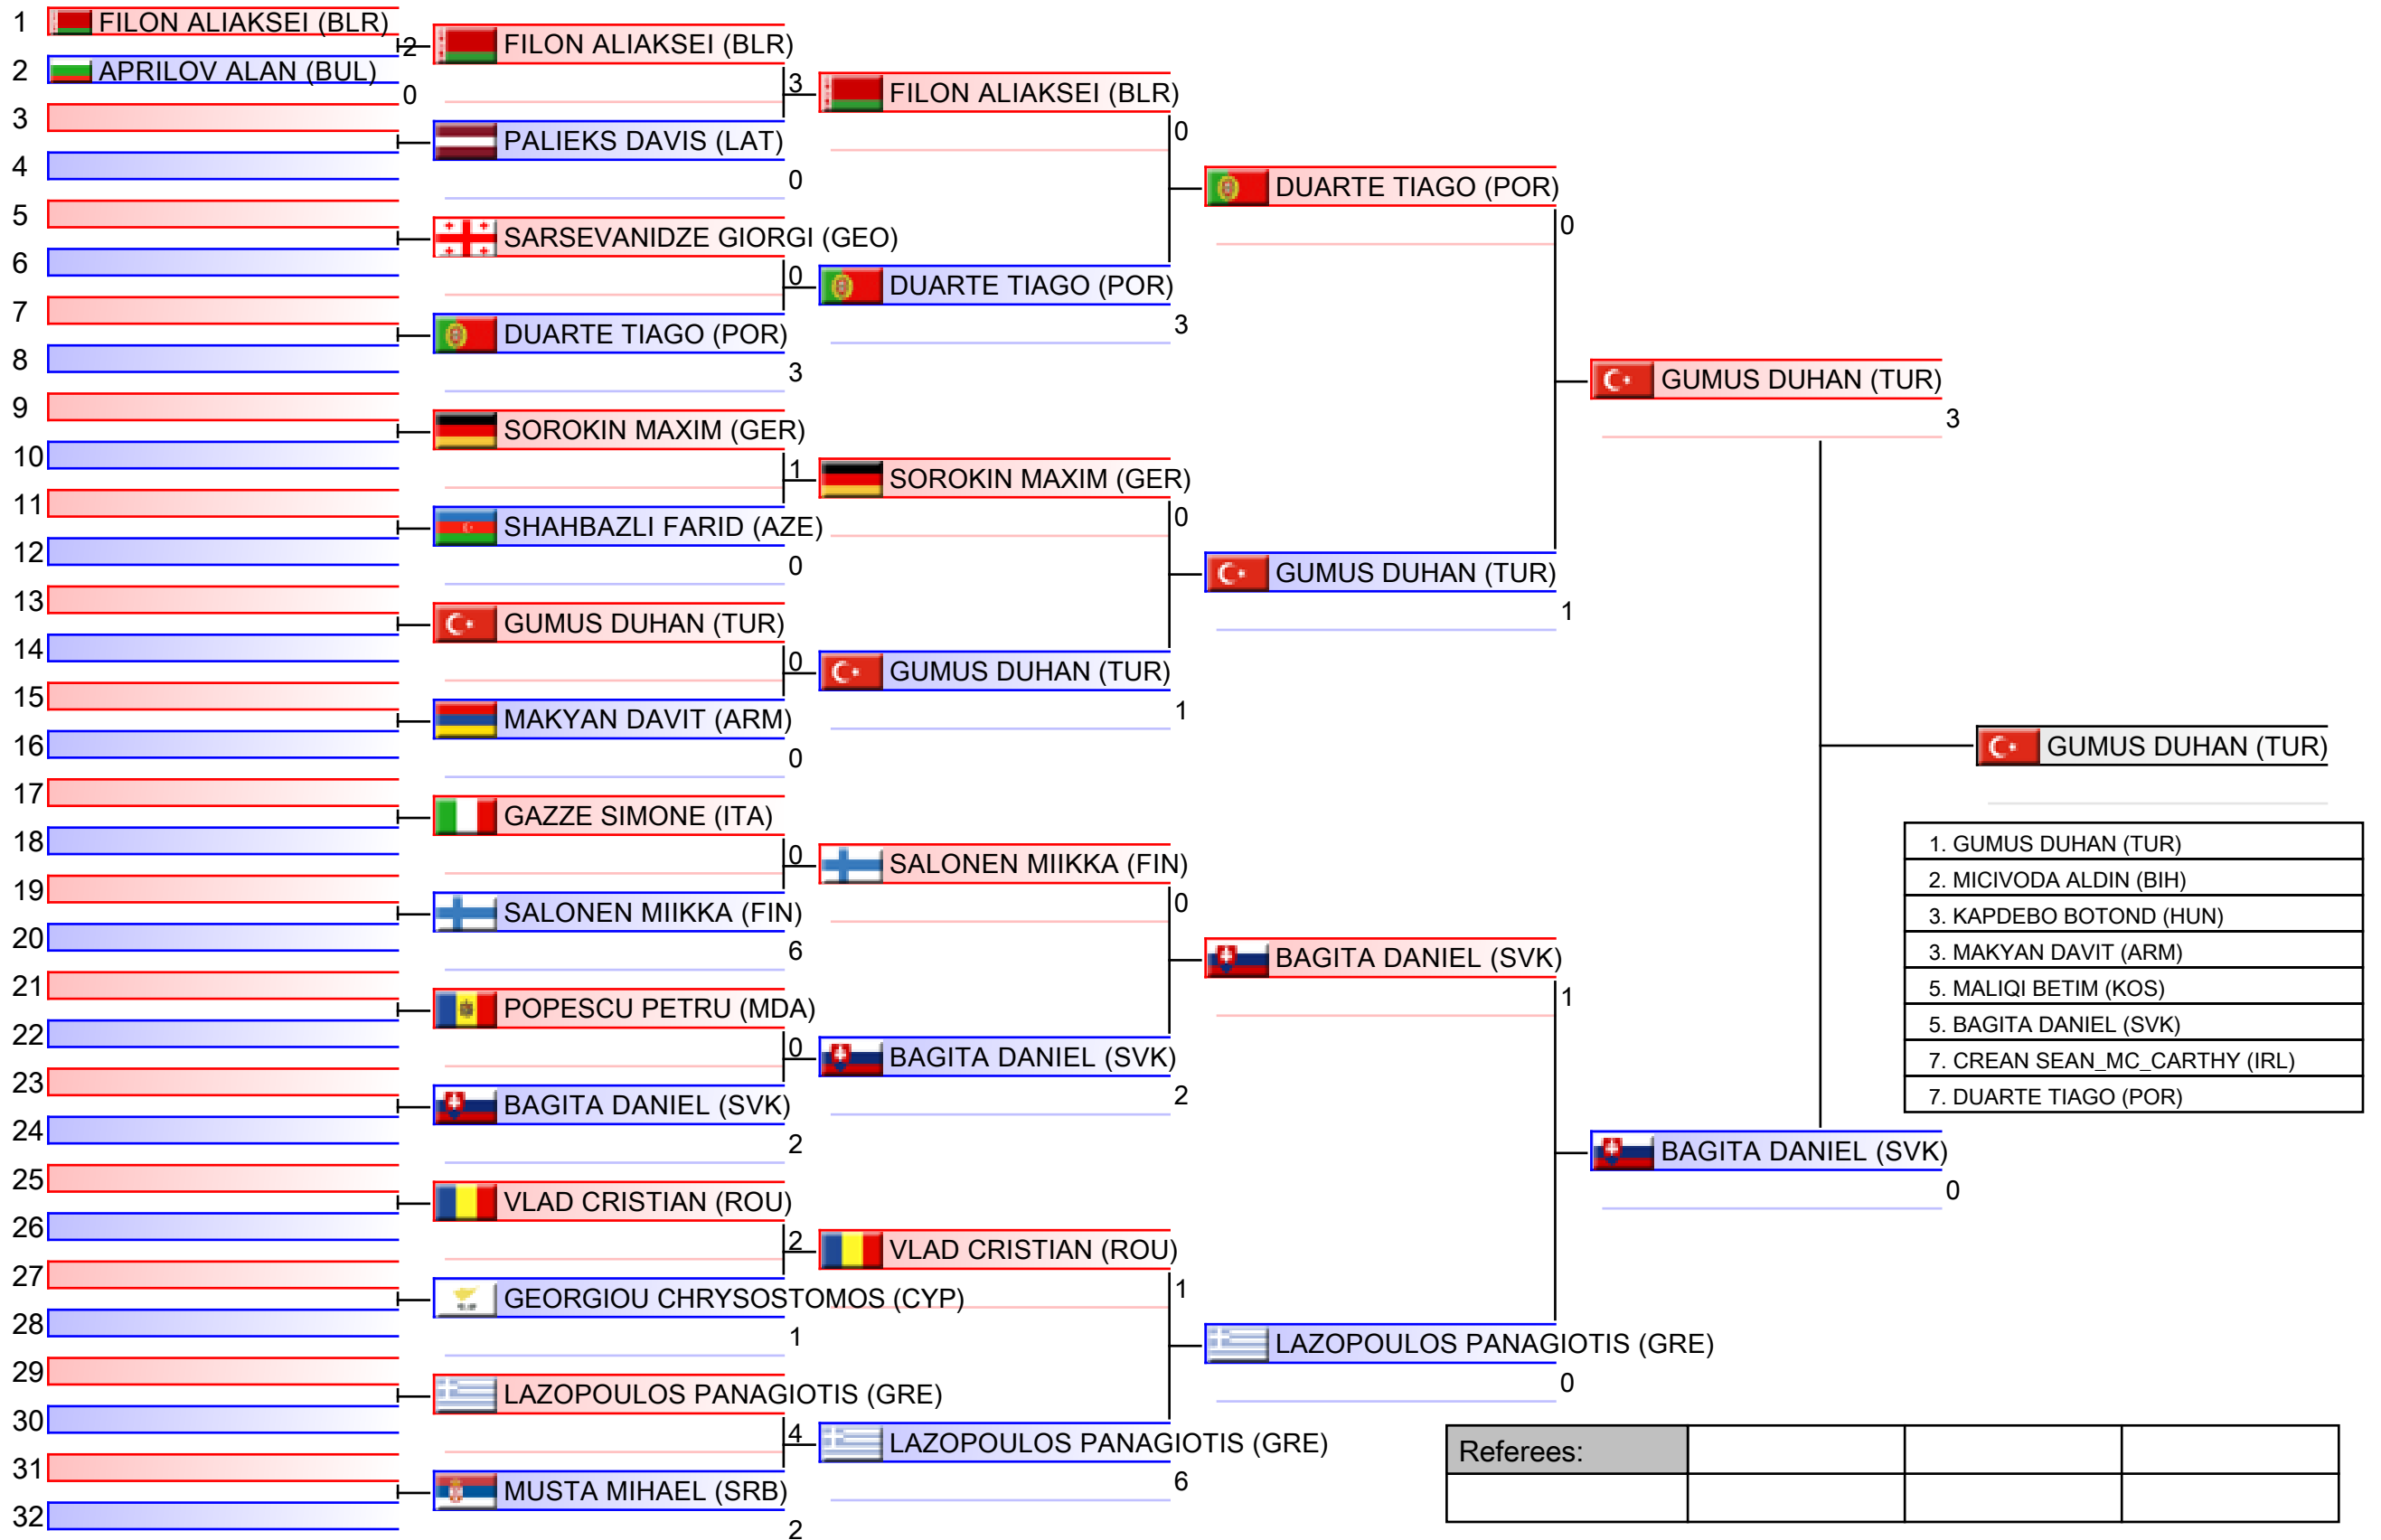 1 FILON ALIAKSEI (BLR)
2
2 APRILOV ALAN (BUL)
0
3
4
5
6
7
8
9
10
11
12
13
14
15
16
17
18
19
20
21
22
23
24
25
26
27
28
29
30
31
32
FILON ALIAKSEI (BLR)
3
PALIEKS DAVIS (LAT)
0
SARSEVANIDZE GIORGI (GEO)
0
DUARTE TIAGO (POR)
3
SOROKIN MAXIM (GER)
1
SHAHBAZLI FARID (AZE)
0
GUMUS DUHAN (TUR)
0
MAKYAN DAVIT (ARM)
0
GAZZE SIMONE (ITA)
0
SALONEN MIIKKA (FIN)
6
POPESCU PETRU (MDA)
0
BAGITA DANIEL (SVK)
2
VLAD CRISTIAN (ROU)
2
GEORGIOU CHRYSOSTOMOS (CYP)
1
LAZOPOULOS PANAGIOTIS (GRE)
4
MUSTA MIHAEL (SRB)
2
FILON ALIAKSEI (BLR)
0
DUARTE TIAGO (POR)
3
SOROKIN MAXIM (GER)
0
GUMUS DUHAN (TUR)
1
SALONEN MIIKKA (FIN)
0
BAGITA DANIEL (SVK)
2
VLAD CRISTIAN (ROU)
1
LAZOPOULOS PANAGIOTIS (GRE)
6
DUARTE TIAGO (POR)
0
GUMUS DUHAN (TUR)
1
BAGITA DANIEL (SVK)
1
LAZOPOULOS PANAGIOTIS (GRE)
0
GUMUS DUHAN (TUR)
3
BAGITA DANIEL (SVK)
0
GUMUS DUHAN (TUR)
1. GUMUS DUHAN (TUR)
2. MICIVODA ALDIN (BIH)
3. KAPDEBO BOTOND (HUN)
3. MAKYAN DAVIT (ARM)
5. MALIQI BETIM (KOS)
5. BAGITA DANIEL (SVK)
7. CREAN SEAN_MC_CARTHY (IRL)
7. DUARTE TIAGO (POR)
Referees: